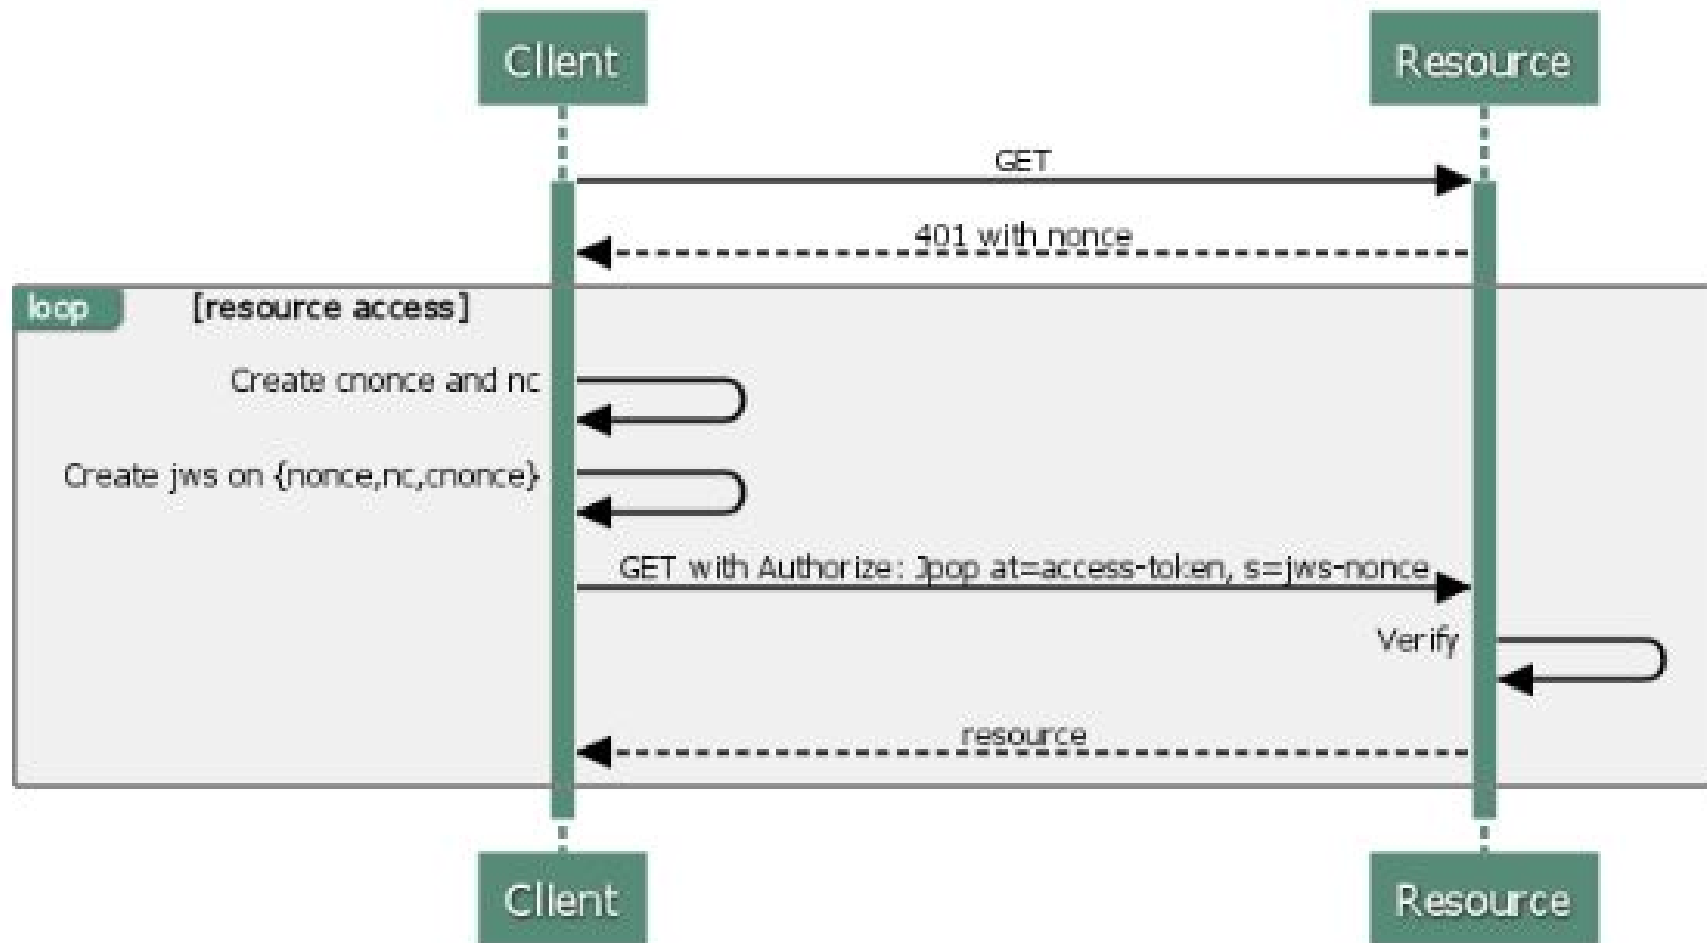 Client
Resource
GET
401 with nonce
loop
[resource access]
Create cnonce and nc
Create jws on {nonce,nc,cnonce}
GET with Authorize: Jpop at=access-token, s=jws-nonce
Verify
resource
Client
Resource